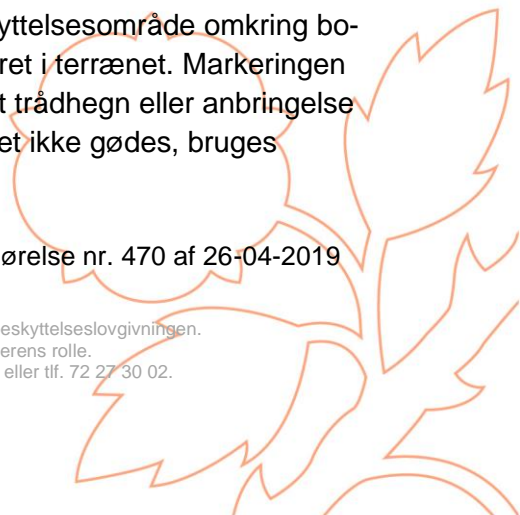 yttelsesområde omkring bo-
ret i terrænet. Markeringen
t trådhegn eller anbringelse
et ikke gødes, bruges
ørelse nr. 470 af 26-04-2019
eskyttelseslovgivningen.
erens rolle.
eller tlf. 72 27 30 02.